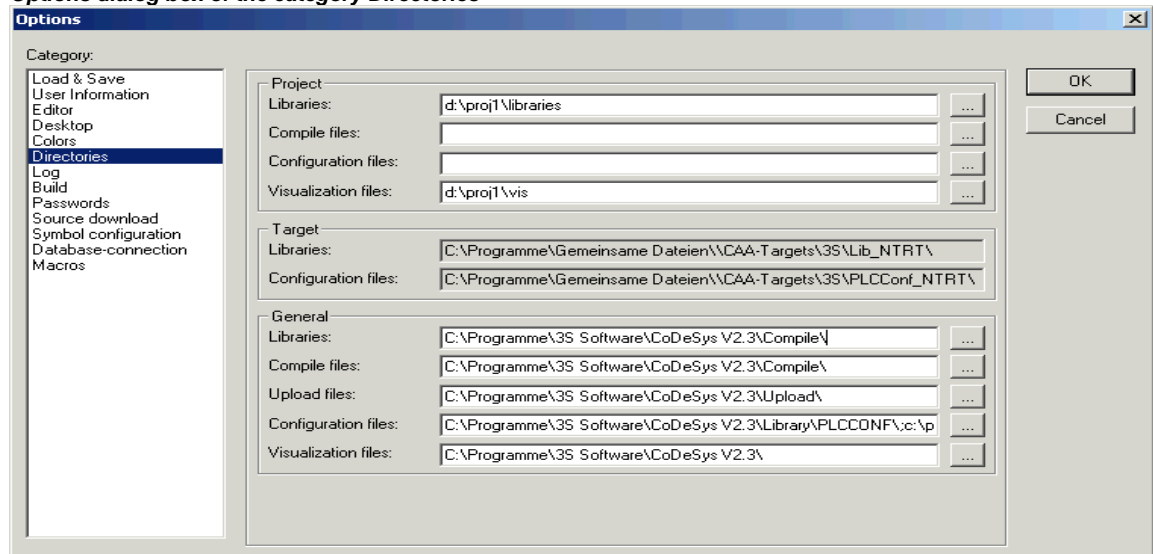 Options dialog box of the category Directories
Options
Category:
Load & Save
User Information
Editor
Desktop
Colors
Directories
Log
Build
Passwords
Source download
Symbol configuration
Database-connection
Macros
Project
Libraries: d:\proj1\libraries ...
Compile files: ...
Configuration files: ...
Visualization files: d:\proj1\vis ...
Target
Libraries: C:\Programme\Gemeinsame Dateien\\CAA-Targets\3S\Lib_NTRT\
Configuration files: C:\Programme\Gemeinsame Dateien\\CAA-Targets\3S\PLCConf_NTRT\
General
Libraries: C:\Programme\3S Software\CoDeSys V2.3\Compile\ ...
Compile files: C:\Programme\3S Software\CoDeSys V2.3\Compile\ ...
Upload files: C:\Programme\3S Software\CoDeSys V2.3\Upload\ ...
Configuration files: C:\Programme\3S Software\CoDeSys V2.3\Library\PLCCONF\;c:\p ...
Visualization files: C:\Programme\3S Software\CoDeSys V2.3\ ...
OK
Cancel